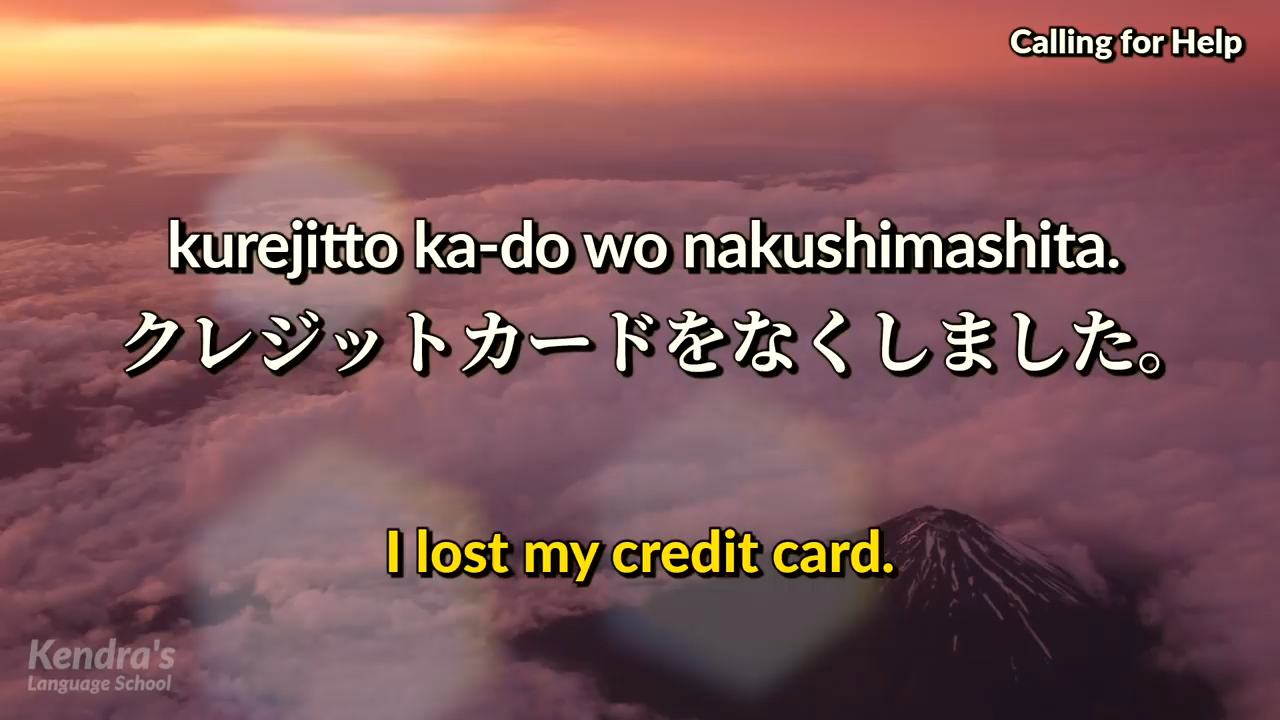 Calling for Help
kurejitto ka-do wo nakushimashita.
クレジットカードをなくしました。
I lost my credit card.
Kendra's
Language School